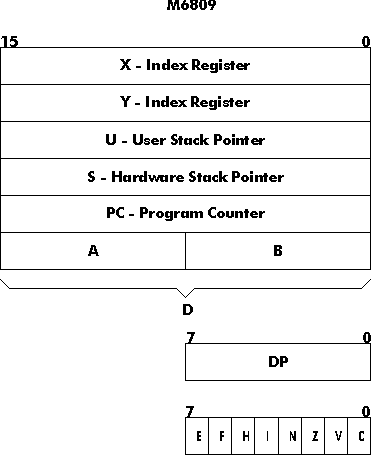 M6809
15 0
X - Index Register
Y - Index Register
U - User Stack Pointer
S - Hardware Stack Pointer
PC - Program Counter
A B
D
7 0
DP
7 0
E F H I N Z V C